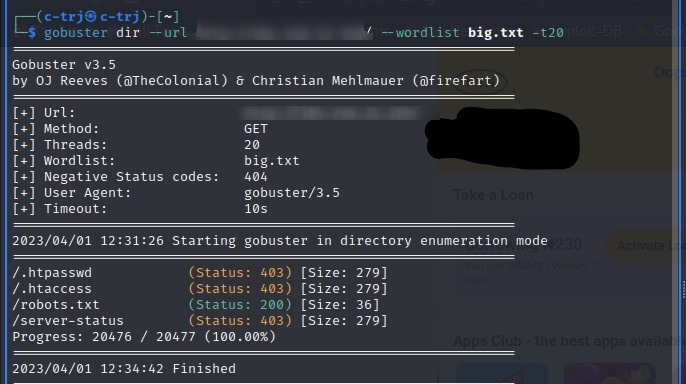 (c-trj㉿c-trj)-[~]
$ gobuster dir --url / --wordlist big.txt -t20
Gobuster v3.5
by OJ Reeves (@TheColonial) & Christian Mehlmauer (@firefart)
[+] Url:
[+] Method: GET
[+] Threads: 20
[+] Wordlist: big.txt
[+] Negative Status codes: 404
[+] User Agent: gobuster/3.5
[+] Timeout: 10s
2023/04/01 12:31:26 Starting gobuster in directory enumeration mode
/.htpasswd (Status: 403) [Size: 279]
/.htaccess (Status: 403) [Size: 279]
/robots.txt (Status: 200) [Size: 36]
/server-status (Status: 403) [Size: 279]
Progress: 20476 / 20477 (100.00%)
2023/04/01 12:34:42 Finished
Take a Loan
N230
Activate
Apps Club - the best apps available